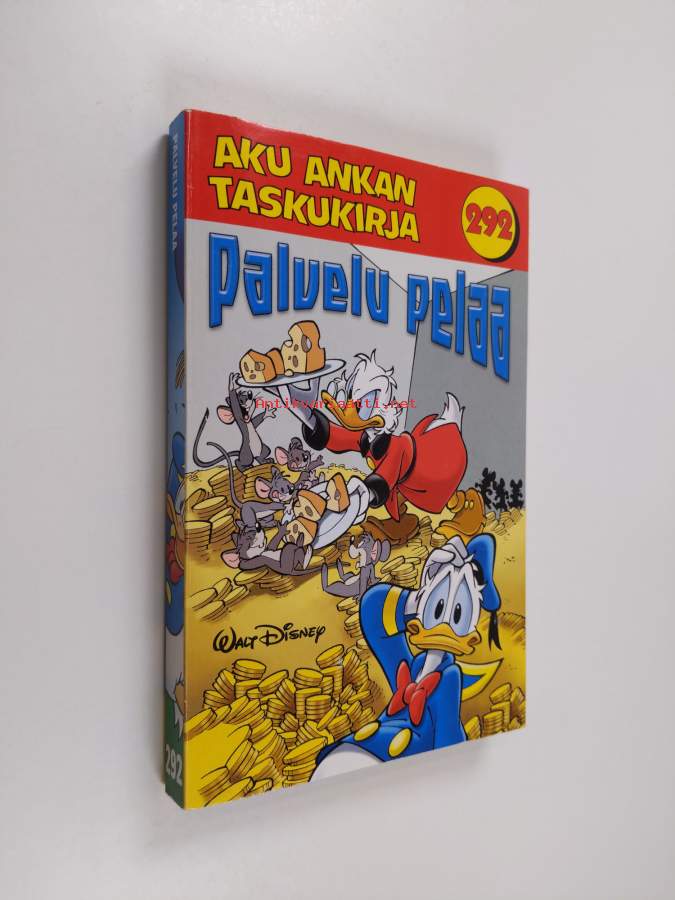 AKU ANKAN
TASKUKIRJA
292
Palvelu pelaa
Antikvariaatti.net
WALT DISNEY
PALVELU PELAA
292